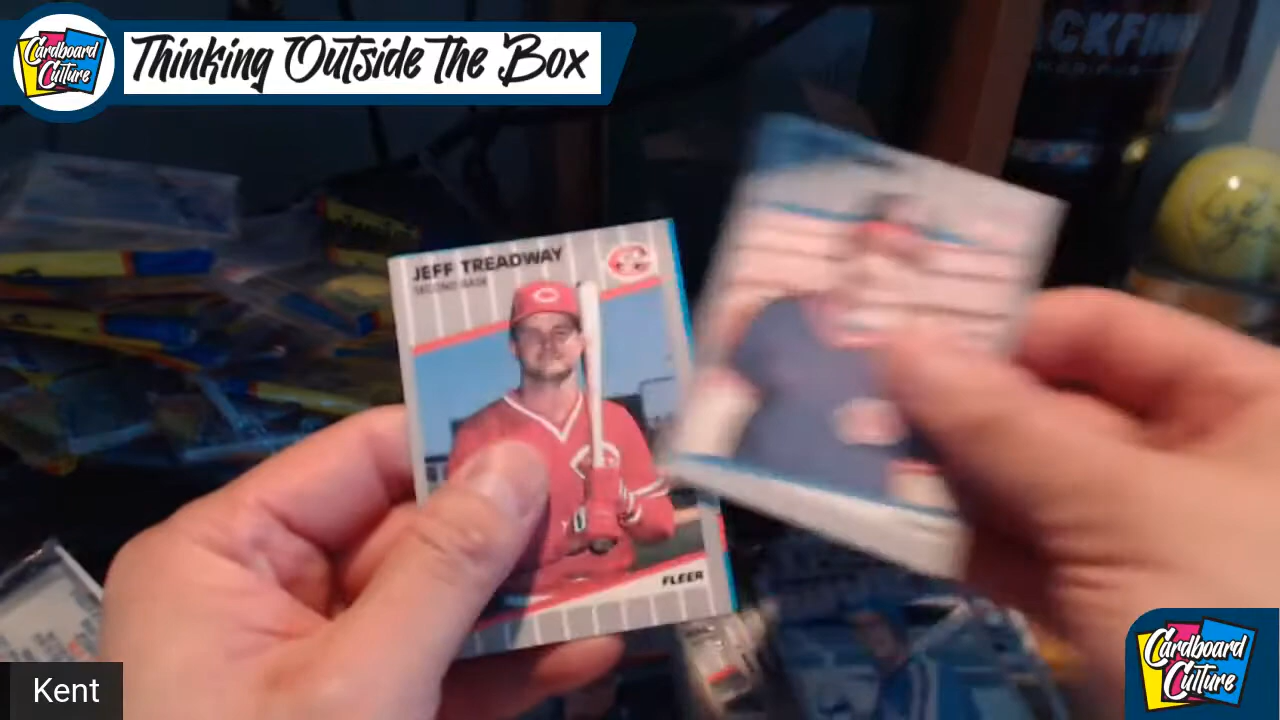 Cardboard
Culture
Thinking Outside The Box
JEFF TREADWAY
SECOND BASE
FLEER
Kent
Cardboard
Culture